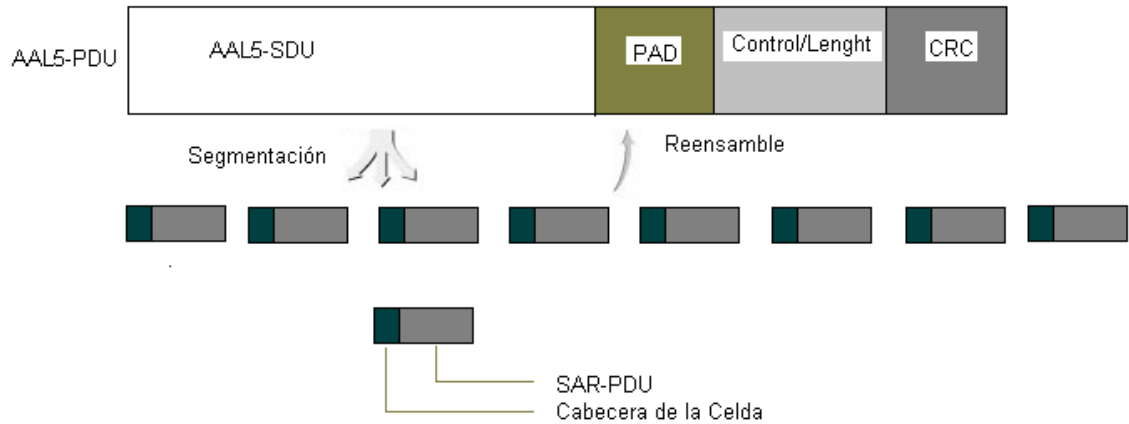 AAL5-PDU
AAL5-SDU
PAD
Control/Lenght
CRC
Segmentación
Reensamble
SAR-PDU
Cabecera de la Celda